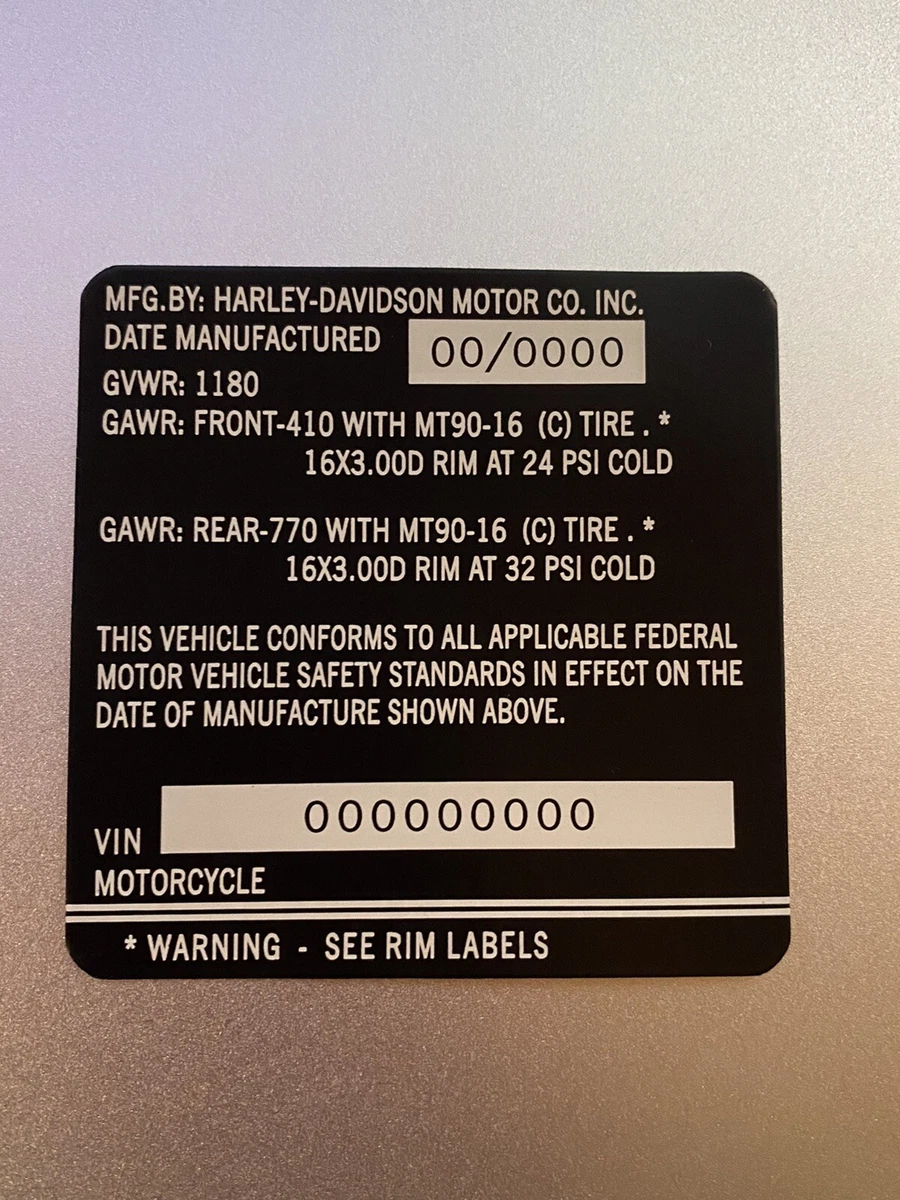 MFG.BY: HARLEY-DAVIDSON MOTOR CO. INC.
DATE MANUFACTURED 00/0000
GVWR: 1180
GAWR: FRONT-410 WITH MT90-16 (C) TIRE . *
16X3.00D RIM AT 24 PSI COLD
GAWR: REAR-770 WITH MT90-16 (C) TIRE . *
16X3.00D RIM AT 32 PSI COLD
THIS VEHICLE CONFORMS TO ALL APPLICABLE FEDERAL
MOTOR VEHICLE SAFETY STANDARDS IN EFFECT ON THE
DATE OF MANUFACTURE SHOWN ABOVE.
VIN 000000000
MOTORCYCLE
* WARNING - SEE RIM LABELS